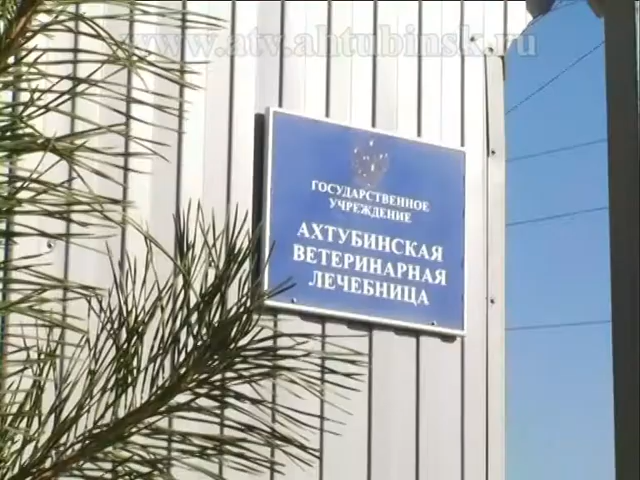 www.atv.ahtubinsk.ru
ГОСУДАРСТВЕННОЕ
УЧРЕЖДЕНИЕ
АХТУБИНСКАЯ
ВЕТЕРИНАРНАЯ
ЛЕЧЕБНИЦА